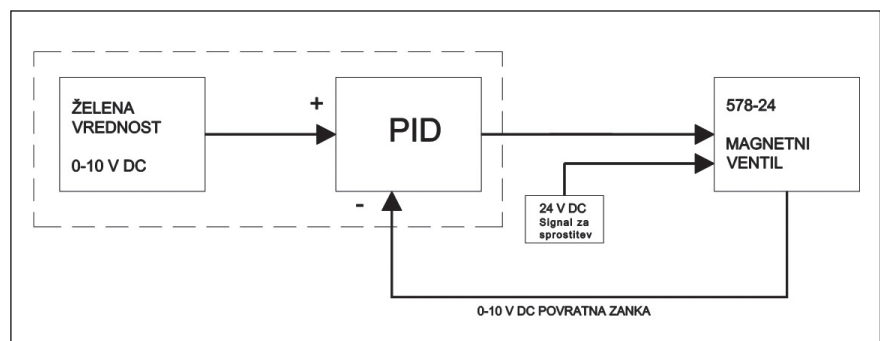 ŽELENA
VREDNOST
0-10 V DC
+
PID
-
578-24
MAGNETNI
VENTIL
24 V DC
Signal za
sprostitev
0-10 V DC POVRATNA ZANKA